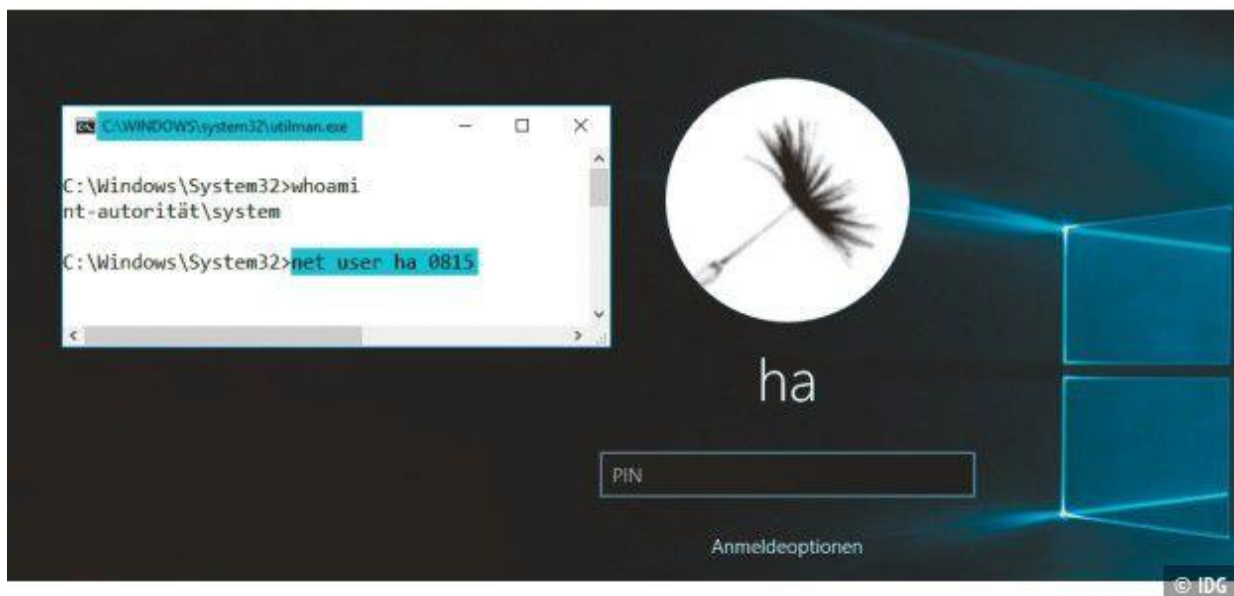 C:\WINDOWS\system32\utilman.exe
C:\Windows\System32>whoami
nt-autorität\system
C:\Windows\System32>net user ha 0815
ha
PIN
Anmeldeoptionen
© IDG